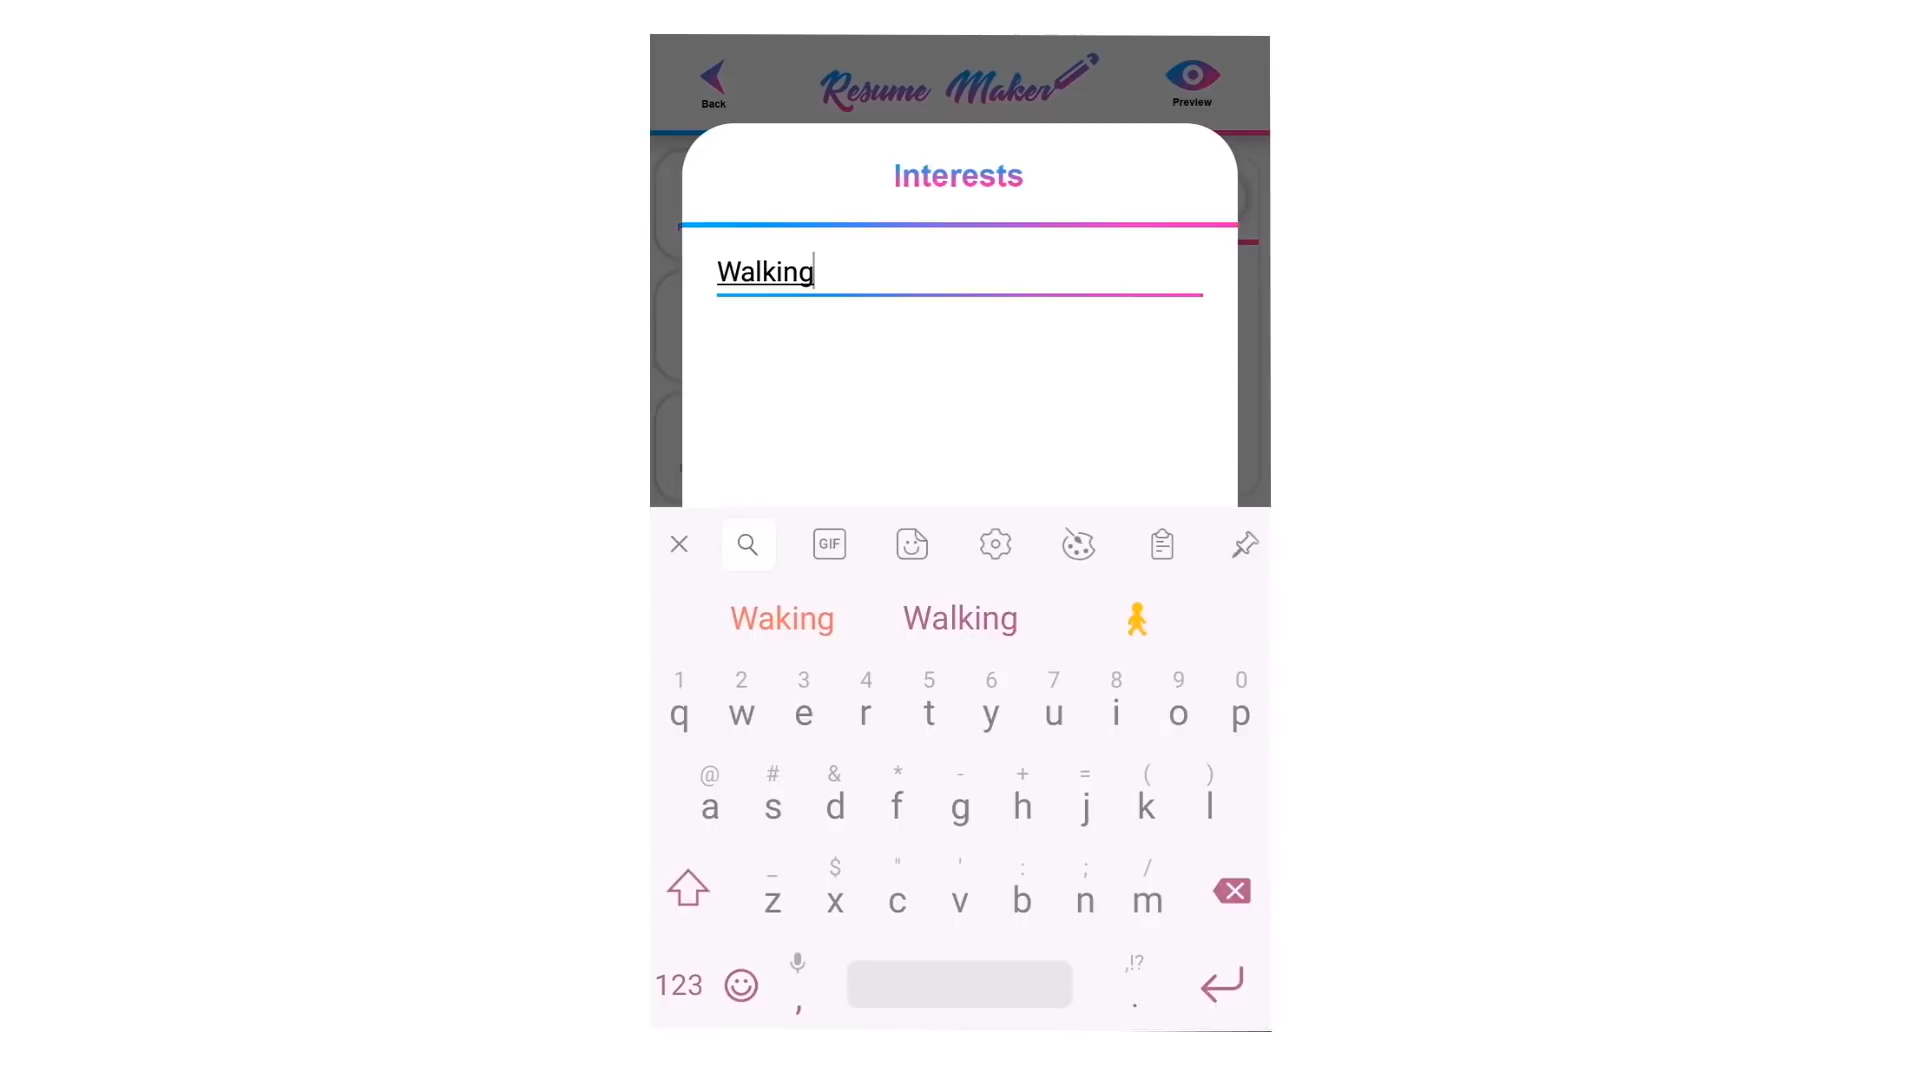 Resume Maker
Back
Preview
Interests
Walking
GIF
Waking Walking
1 2 3 4 5 6 7 8 9 0
q w e r t y u i o p
@ # & * - + = ( )
a s d f g h j k l
_ $ " ' : ; /
z x c v b n m
,!?
123 , .